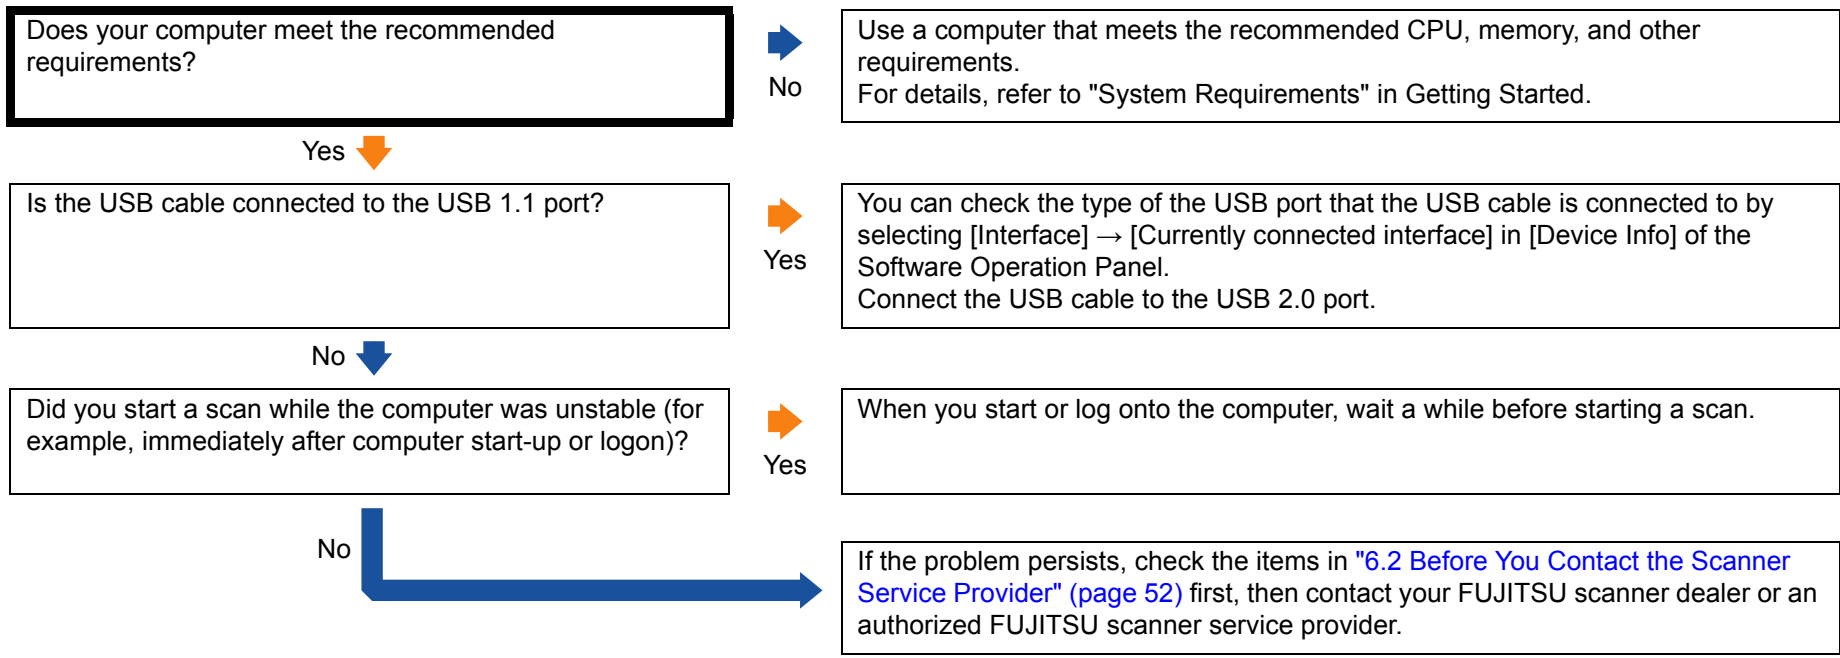 Does your computer meet the recommended
requirements?
No
Use a computer that meets the recommended CPU, memory, and other
requirements.
For details, refer to "System Requirements" in Getting Started.
Yes
Is the USB cable connected to the USB 1.1 port?
Yes
You can check the type of the USB port that the USB cable is connected to by
selecting [Interface] → [Currently connected interface] in [Device Info] of the
Software Operation Panel.
Connect the USB cable to the USB 2.0 port.
No
Did you start a scan while the computer was unstable (for
example, immediately after computer start-up or logon)?
Yes
When you start or log onto the computer, wait a while before starting a scan.
No
If the problem persists, check the items in "6.2 Before You Contact the Scanner
Service Provider" (page 52) first, then contact your FUJITSU scanner dealer or an
authorized FUJITSU scanner service provider.